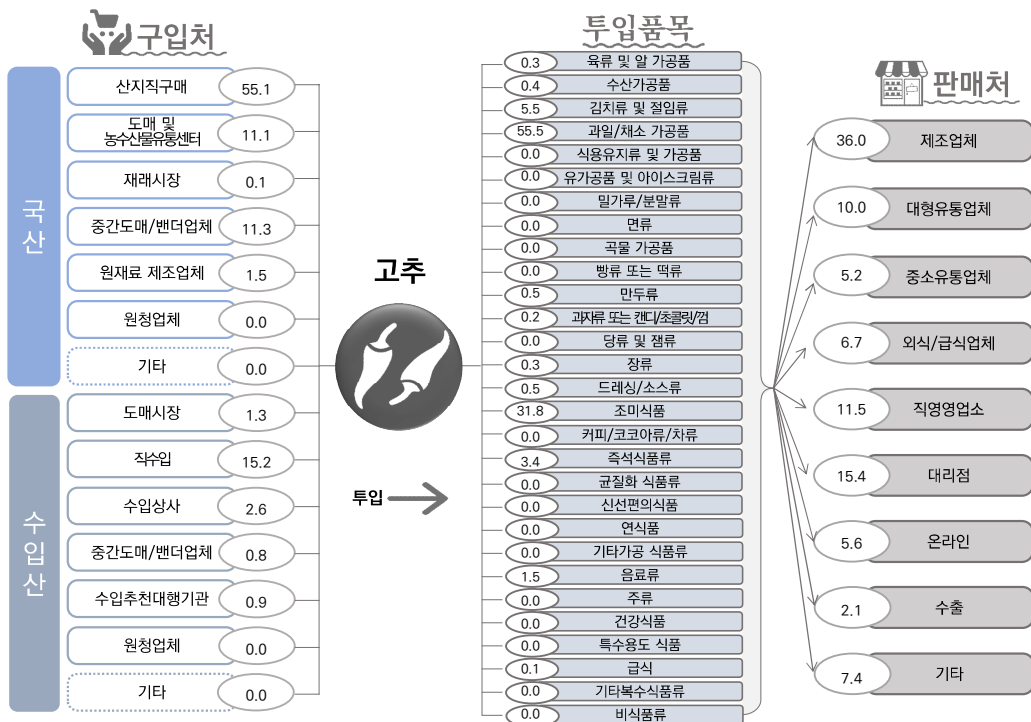 구입처
국산
산지직구매 55.1
도매 및
농수산물유통센터 11.1
재래시장 0.1
중간도매/밴더업체 11.3
원재료 제조업체 1.5
원청업체 0.0
기타 0.0
수입산
도매시장 1.3
직수입 15.2
수입상사 2.6
중간도매/밴더업체 0.8
수입추천대행기관 0.9
원청업체 0.0
기타 0.0
고추
투입
투입품목
0.3 육류 및 알 가공품
0.4 수산가공품
5.5 김치류 및 절임류
55.5 과일/채소 가공품
0.0 식용유지류 및 가공품
0.0 유가공품 및 아이스크림류
0.0 밀가루/분말류
0.0 면류
0.0 곡물 가공품
0.0 빵류 또는 떡류
0.5 만두류
0.2 과자류 또는 캔디/초콜릿/껌
0.0 당류 및 잼류
0.3 장류
0.5 드레싱/소스류
31.8 조미식품
0.0 커피/코코아류/차류
3.4 즉석식품류
0.0 균질화 식품류
0.0 신선편의식품
0.0 연식품
0.0 기타가공 식품류
1.5 음료류
0.0 주류
0.0 건강식품
0.0 특수용도 식품
0.1 급식
0.0 기타복수식품류
0.0 비식품류
판매처
36.0 제조업체
10.0 대형유통업체
5.2 중소유통업체
6.7 외식/급식업체
11.5 직영영업소
15.4 대리점
5.6 온라인
2.1 수출
7.4 기타